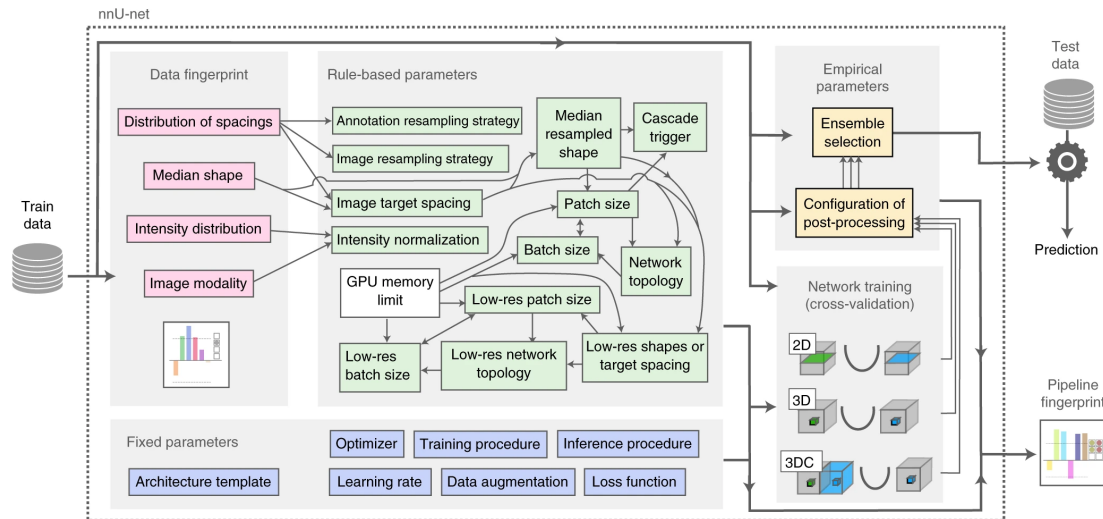 nnU-net
Train
data
Data fingerprint
Distribution of spacings
Median shape
Intensity distribution
Image modality
Rule-based parameters
Annotation resampling strategy
Image resampling strategy
Image target spacing
Intensity normalization
Median
resampled
shape
Cascade
trigger
Patch size
Batch size
Network
topology
GPU memory
limit
Low-res patch size
Low-res
batch size
Low-res network
topology
Low-res shapes or
target spacing
Fixed parameters
Optimizer
Training procedure
Inference procedure
Architecture template
Learning rate
Data augmentation
Loss function
Empirical
parameters
Ensemble
selection
Configuration of
post-processing
Network training
(cross-validation)
2D
3D
3DC
Test
data
Prediction
Pipeline
fingerprint